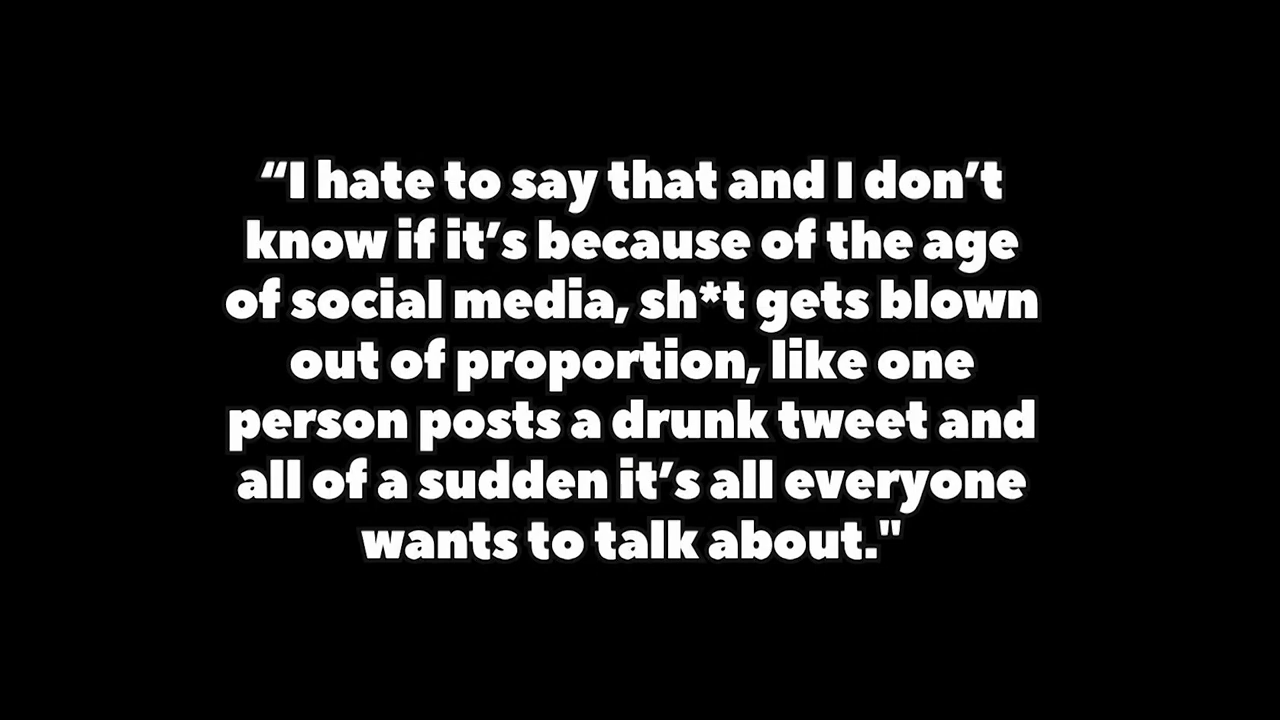 “I hate to say that and I don’t
know if it’s because of the age
of social media, sh*t gets blown
out of proportion, like one
person posts a drunk tweet and
all of a sudden it’s all everyone
wants to talk about."